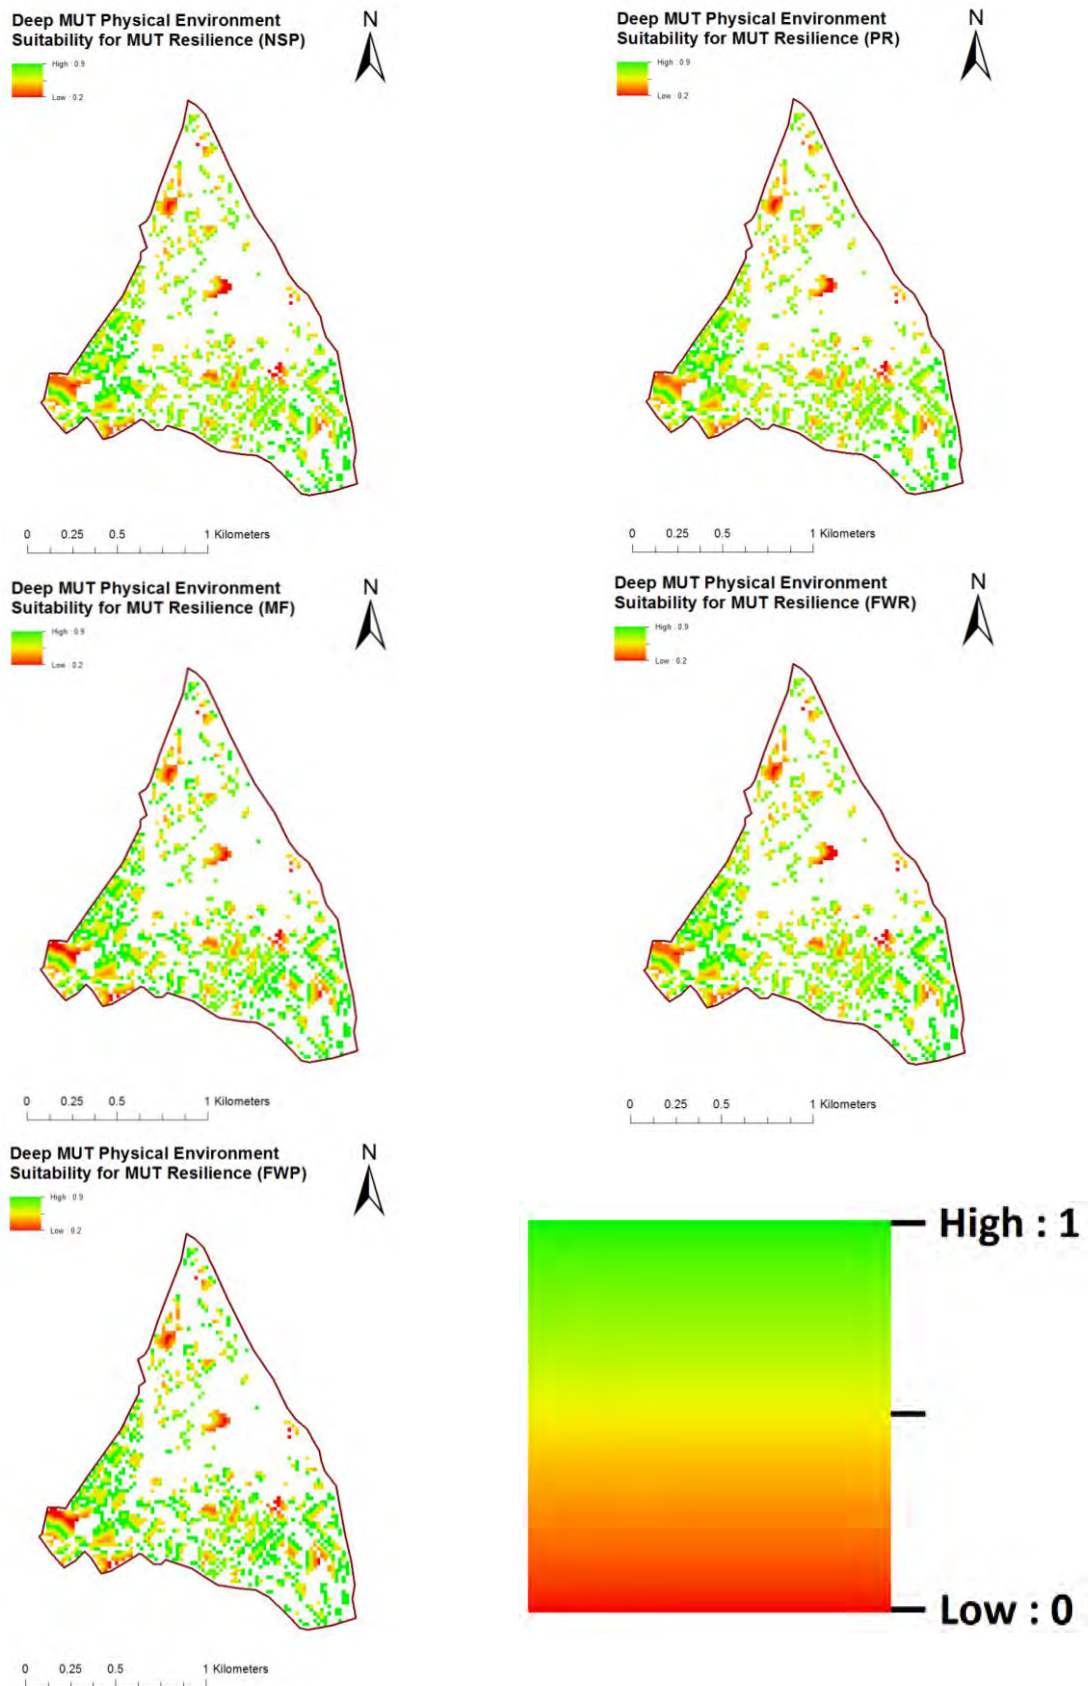 Deep MUT Physical Environment
Suitability for MUT Resilience (NSP)
N
High : 0.9
Low : 0.2
0 0.25 0.5 1 Kilometers
Deep MUT Physical Environment
Suitability for MUT Resilience (PR)
N
High : 0.9
Low : 0.2
0 0.25 0.5 1 Kilometers
Deep MUT Physical Environment
Suitability for MUT Resilience (MF)
N
High : 0.9
Low : 0.2
0 0.25 0.5 1 Kilometers
Deep MUT Physical Environment
Suitability for MUT Resilience (FWR)
N
High : 0.9
Low : 0.2
0 0.25 0.5 1 Kilometers
Deep MUT Physical Environment
Suitability for MUT Resilience (FWP)
N
High : 0.9
Low : 0.2
0 0.25 0.5 1 Kilometers
High : 1
Low : 0